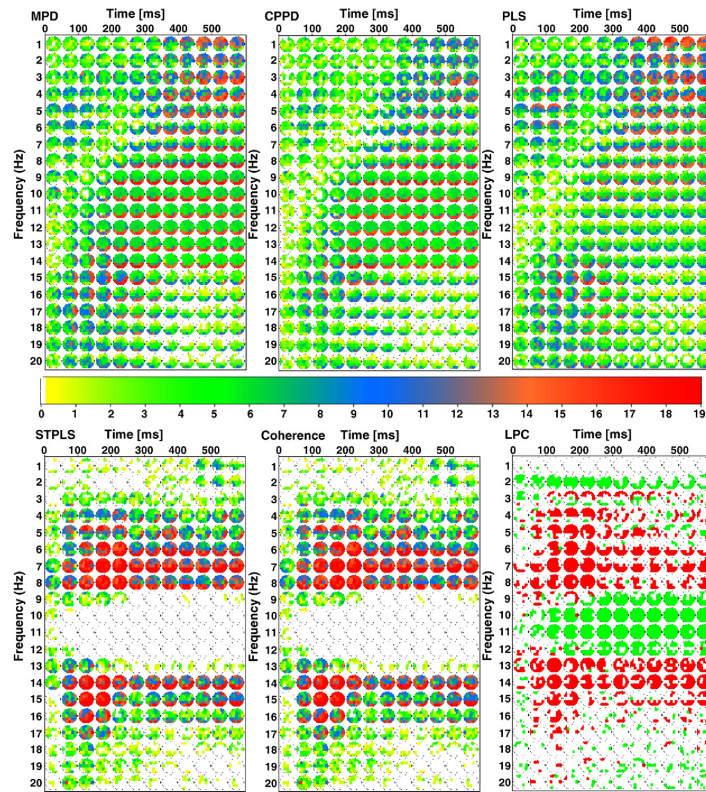 MPD Time [ms] CPPD Time [ms] PLS Time [ms]
0 100 200 300 400 500 0 100 200 300 400 500 0 100 200 300 400 500
Frequency (Hz) Frequency (Hz) Frequency (Hz)
1 1 1
2 2 2
3 3 3
4 4 4
5 5 5
6 6 6
7 7 7
8 8 8
9 9 9
10 10 10
11 11 11
12 12 12
13 13 13
14 14 14
15 15 15
16 16 16
17 17 17
18 18 18
19 19 19
20 20 20
0 1 2 3 4 5 6 7 8 9 10 11 12 13 14 15 16 17 18 19
STPLS Time [ms] Coherence Time [ms] LPC Time [ms]
0 100 200 300 400 500 0 100 200 300 400 500 0 100 200 300 400 500
Frequency (Hz) Frequency (Hz) Frequency (Hz)
1 1 1
2 2 2
3 3 3
4 4 4
5 5 5
6 6 6
7 7 7
8 8 8
9 9 9
10 10 10
11 11 11
12 12 12
13 13 13
14 14 14
15 15 15
16 16 16
17 17 17
18 18 18
19 19 19
20 20 20